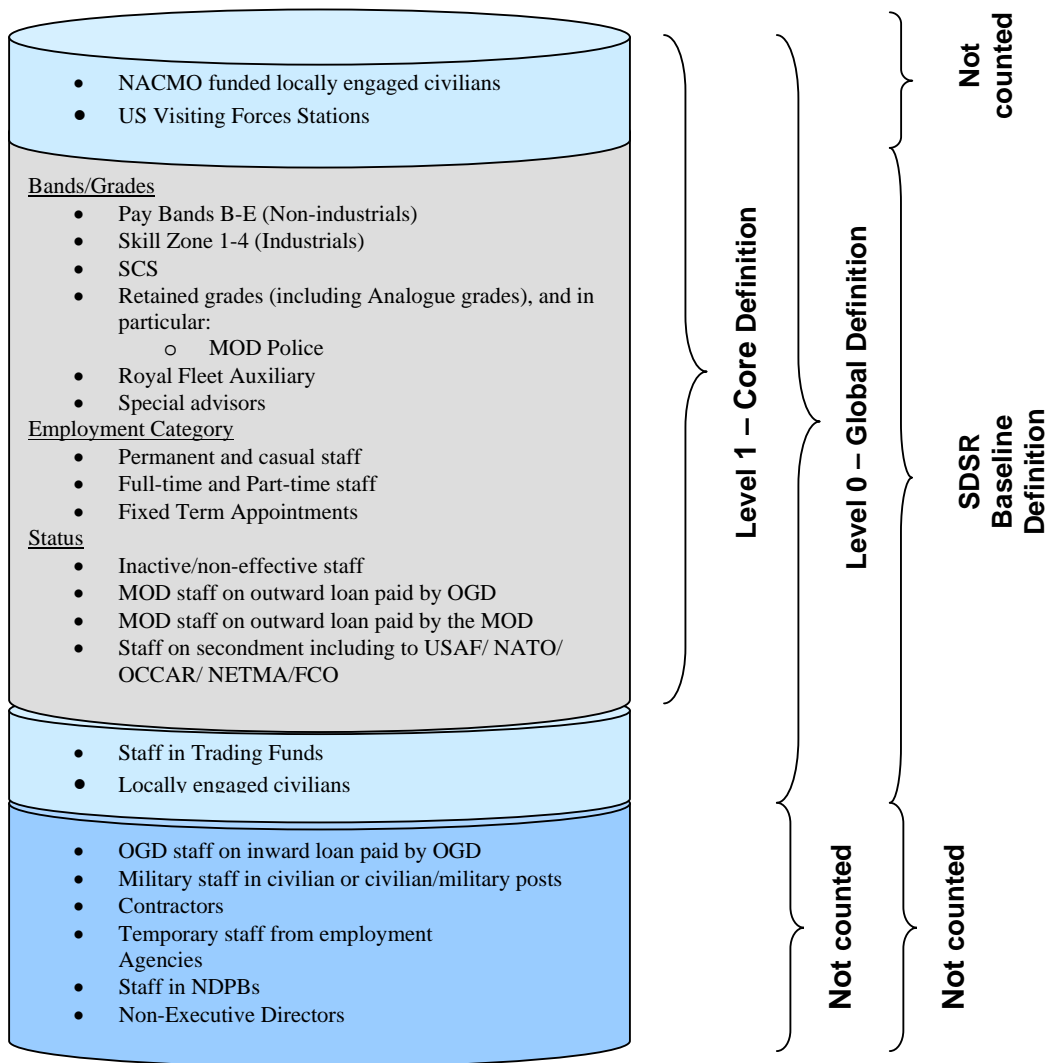 • NACMO funded locally engaged civilians
• US Visiting Forces Stations
Bands/Grades
• Pay Bands B-E (Non-industrials)
• Skill Zone 1-4 (Industrials)
• SCS
• Retained grades (including Analogue grades), and in
particular:
o MOD Police
• Royal Fleet Auxiliary
• Special advisors
Employment Category
• Permanent and casual staff
• Full-time and Part-time staff
• Fixed Term Appointments
Status
• Inactive/non-effective staff
• MOD staff on outward loan paid by OGD
• MOD staff on outward loan paid by the MOD
• Staff on secondment including to USAF/ NATO/
OCCAR/ NETMA/FCO
• Staff in Trading Funds
• Locally engaged civilians
• OGD staff on inward loan paid by OGD
• Military staff in civilian or civilian/military posts
• Contractors
• Temporary staff from employment
Agencies
• Staff in NDPBs
• Non-Executive Directors
Level 1 – Core Definition
Level 0 – Global Definition
Not counted
Not
counted
SDSR
Baseline
Definition
Not counted